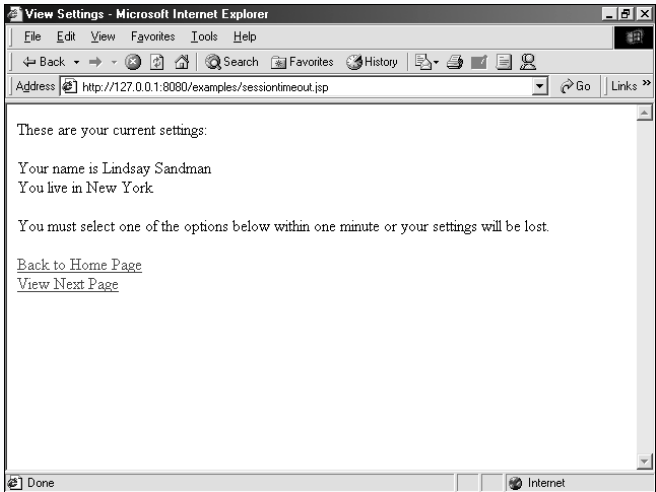 View Settings - Microsoft Internet Explorer
File Edit View Favorites Tools Help
Back Search Favorites History
Address http://127.0.0.1:8080/examples/sessiontimeout.jsp Go Links »
These are your current settings:
Your name is Lindsay Sandman
You live in New York
You must select one of the options below within one minute or your settings will be lost.
Back to Home Page
View Next Page
Done Internet